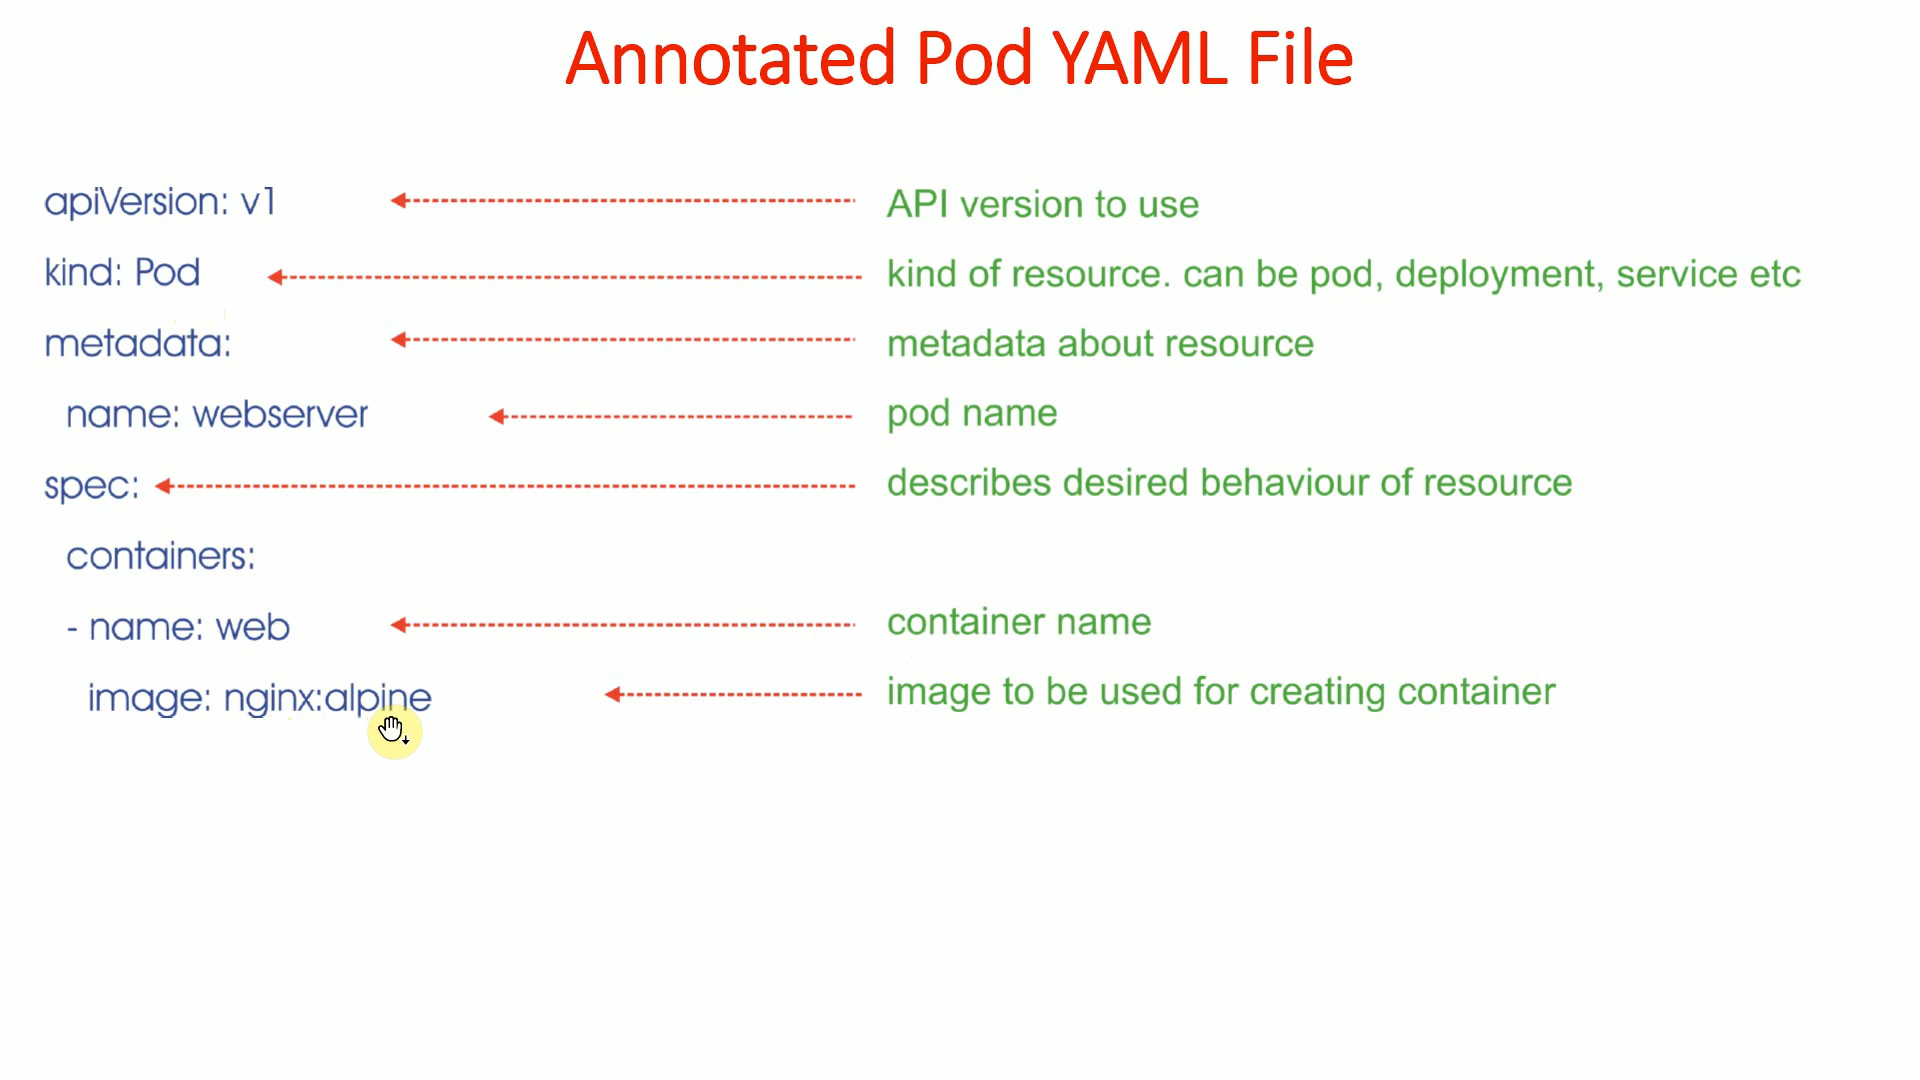 Annotated Pod YAML File
apiVersion: v1 API version to use
kind: Pod kind of resource. can be pod, deployment, service etc
metadata: metadata about resource
name: webserver pod name
spec: describes desired behaviour of resource
containers:
- name: web container name
image: nginx:alpine image to be used for creating container